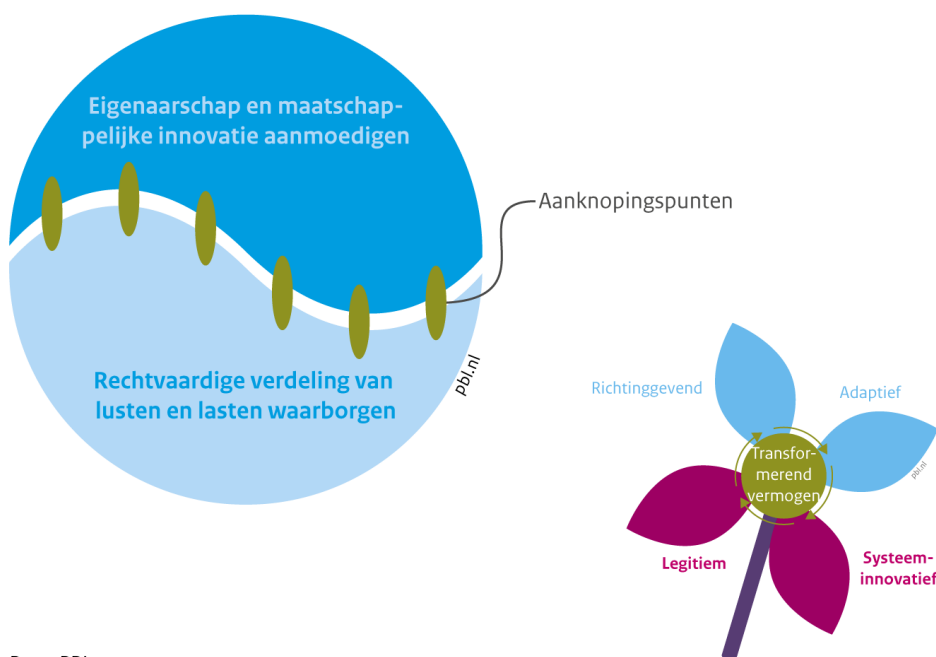 Eigenaarschap en maatschap-
pelijke innovatie aanmoedigen
Aanknopingspunten
Rechtvaardige verdeling van
lusten en lasten waarborgen
pbl.nl
Richtinggevend
Adaptief
Transfor-
merend
vermogen
pbl.nl
Legitiem
Systeem-
innovatief